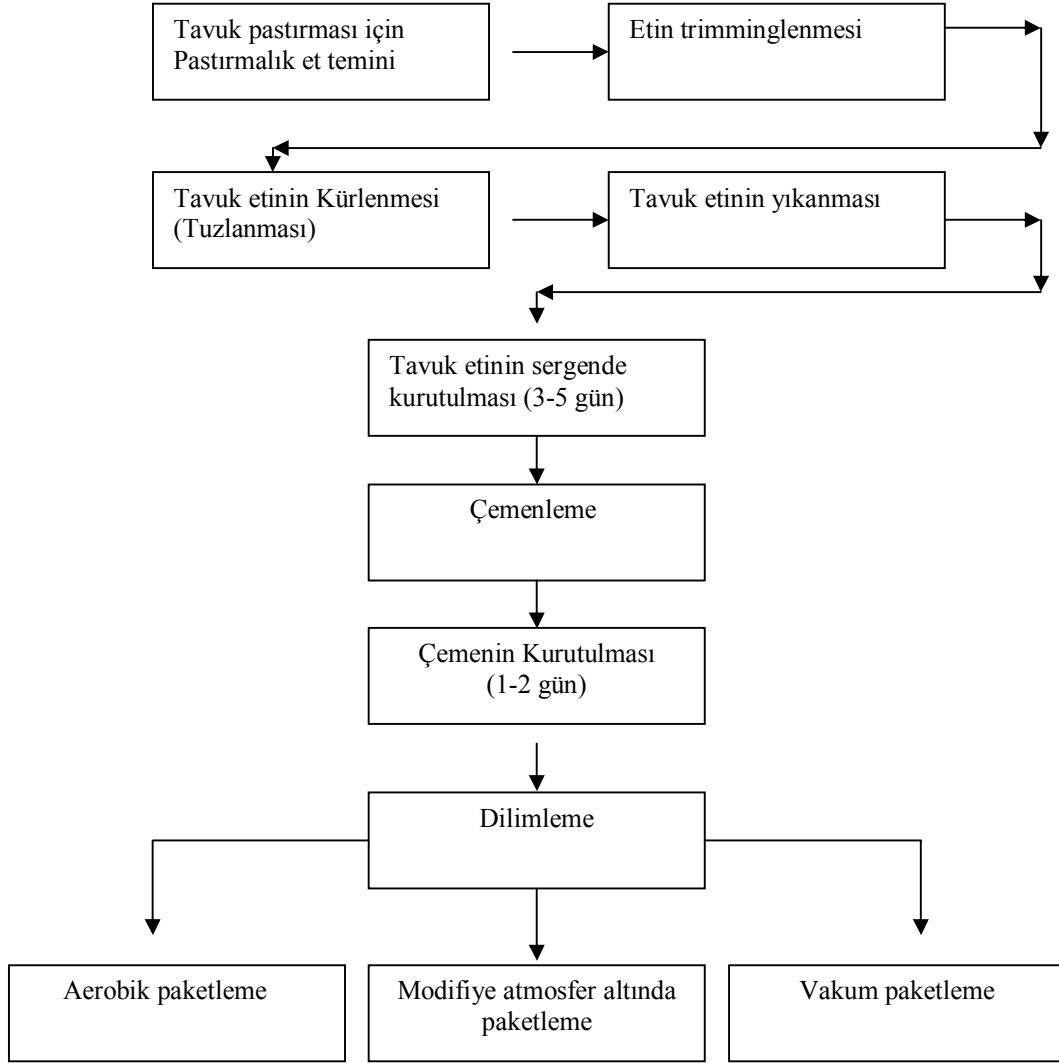 Tavuk pastırması için
Pastırmalık et temini
Etin trimminglenmesi
Tavuk etinin Kürlenmesi
(Tuzlanması)
Tavuk etinin yıkanması
Tavuk etinin sergende
kurutulması (3-5 gün)
Çemenleme
Çemenin Kurutulması
(1-2 gün)
Dilimleme
Aerobik paketleme
Modifiye atmosfer altında
paketleme
Vakum paketleme